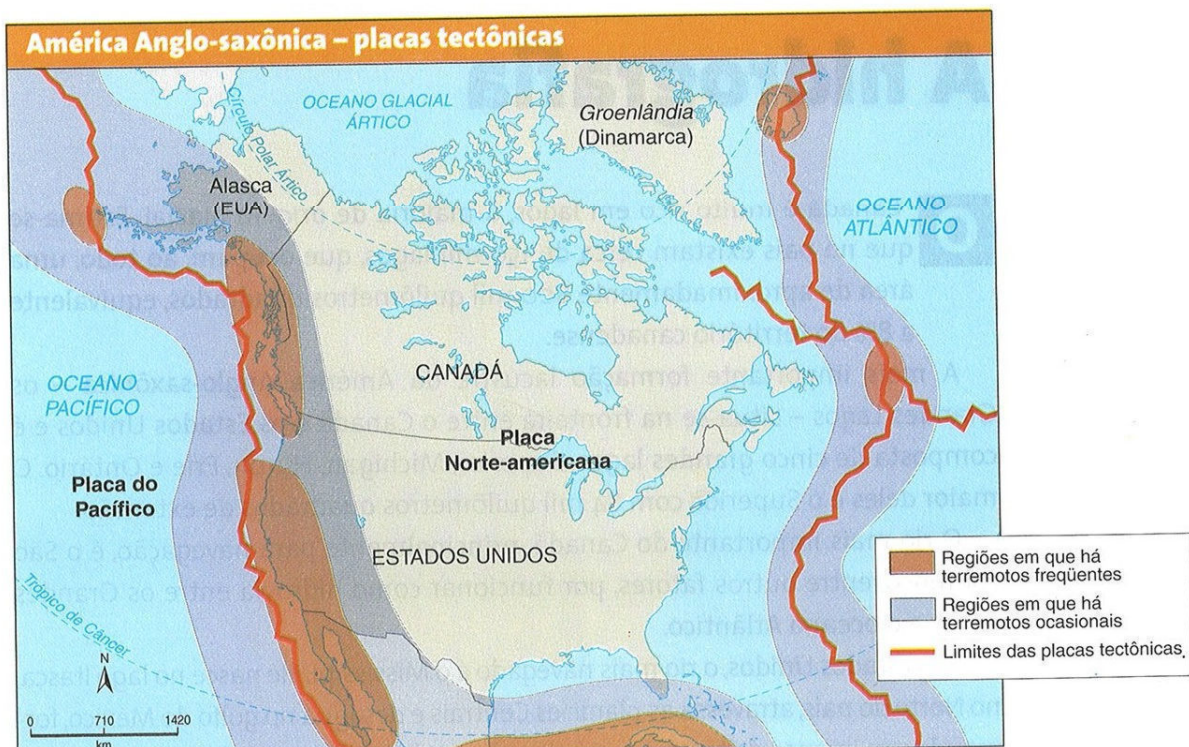 América Anglo-saxônica – placas tectônicas
OCEANO GLACIAL
ÁRTICO
Círculo Polar Ártico
Groenlândia
(Dinamarca)
Alasca
(EUA)
OCEANO
ATLÂNTICO
OCEANO
PACÍFICO
CANADÁ
Placa
Norte-americana
Placa do
Pacífico
ESTADOS UNIDOS
Trópico de Câncer
N
0 710 1420
km
Regiões em que há
terremotos freqüentes
Regiões em que há
terremotos ocasionais
Limites das placas tectônicas.